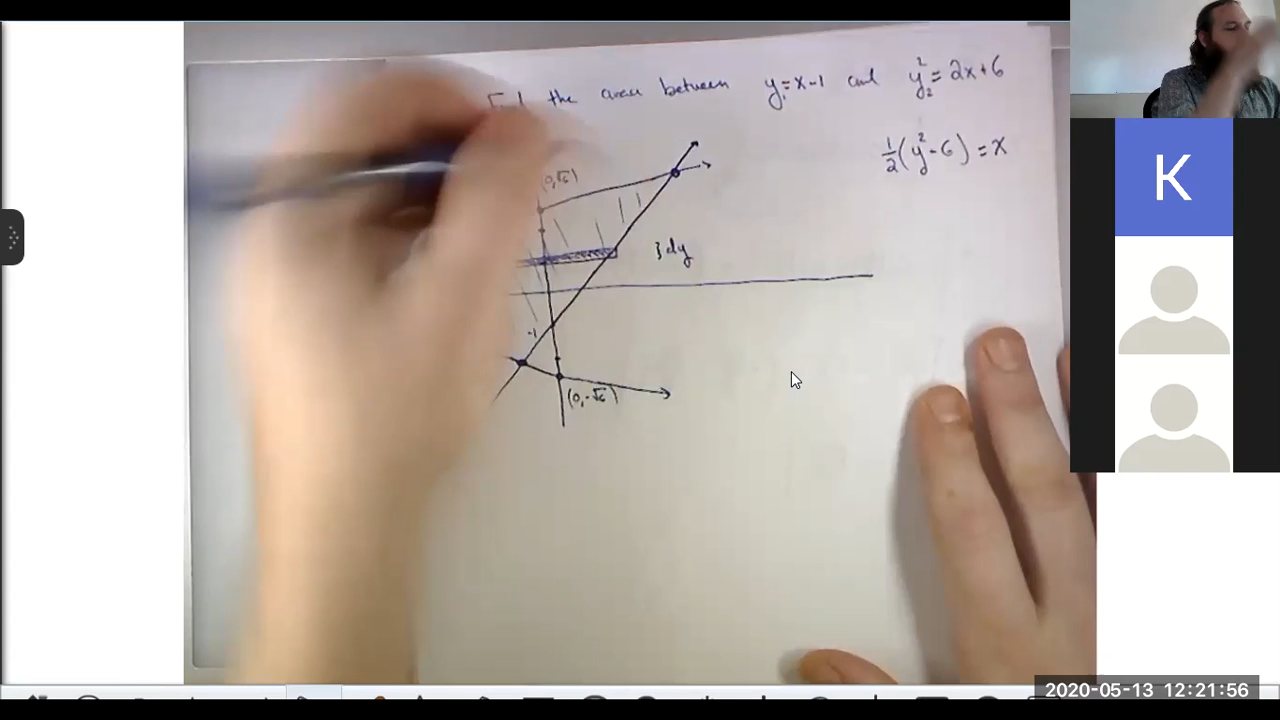 the area between y₁=x-1 and y₂²=2x+6
½(y²-6)=x
(0,√6)
}dy
-1
(0,-√6)
K
2020-05-13 12:21:56